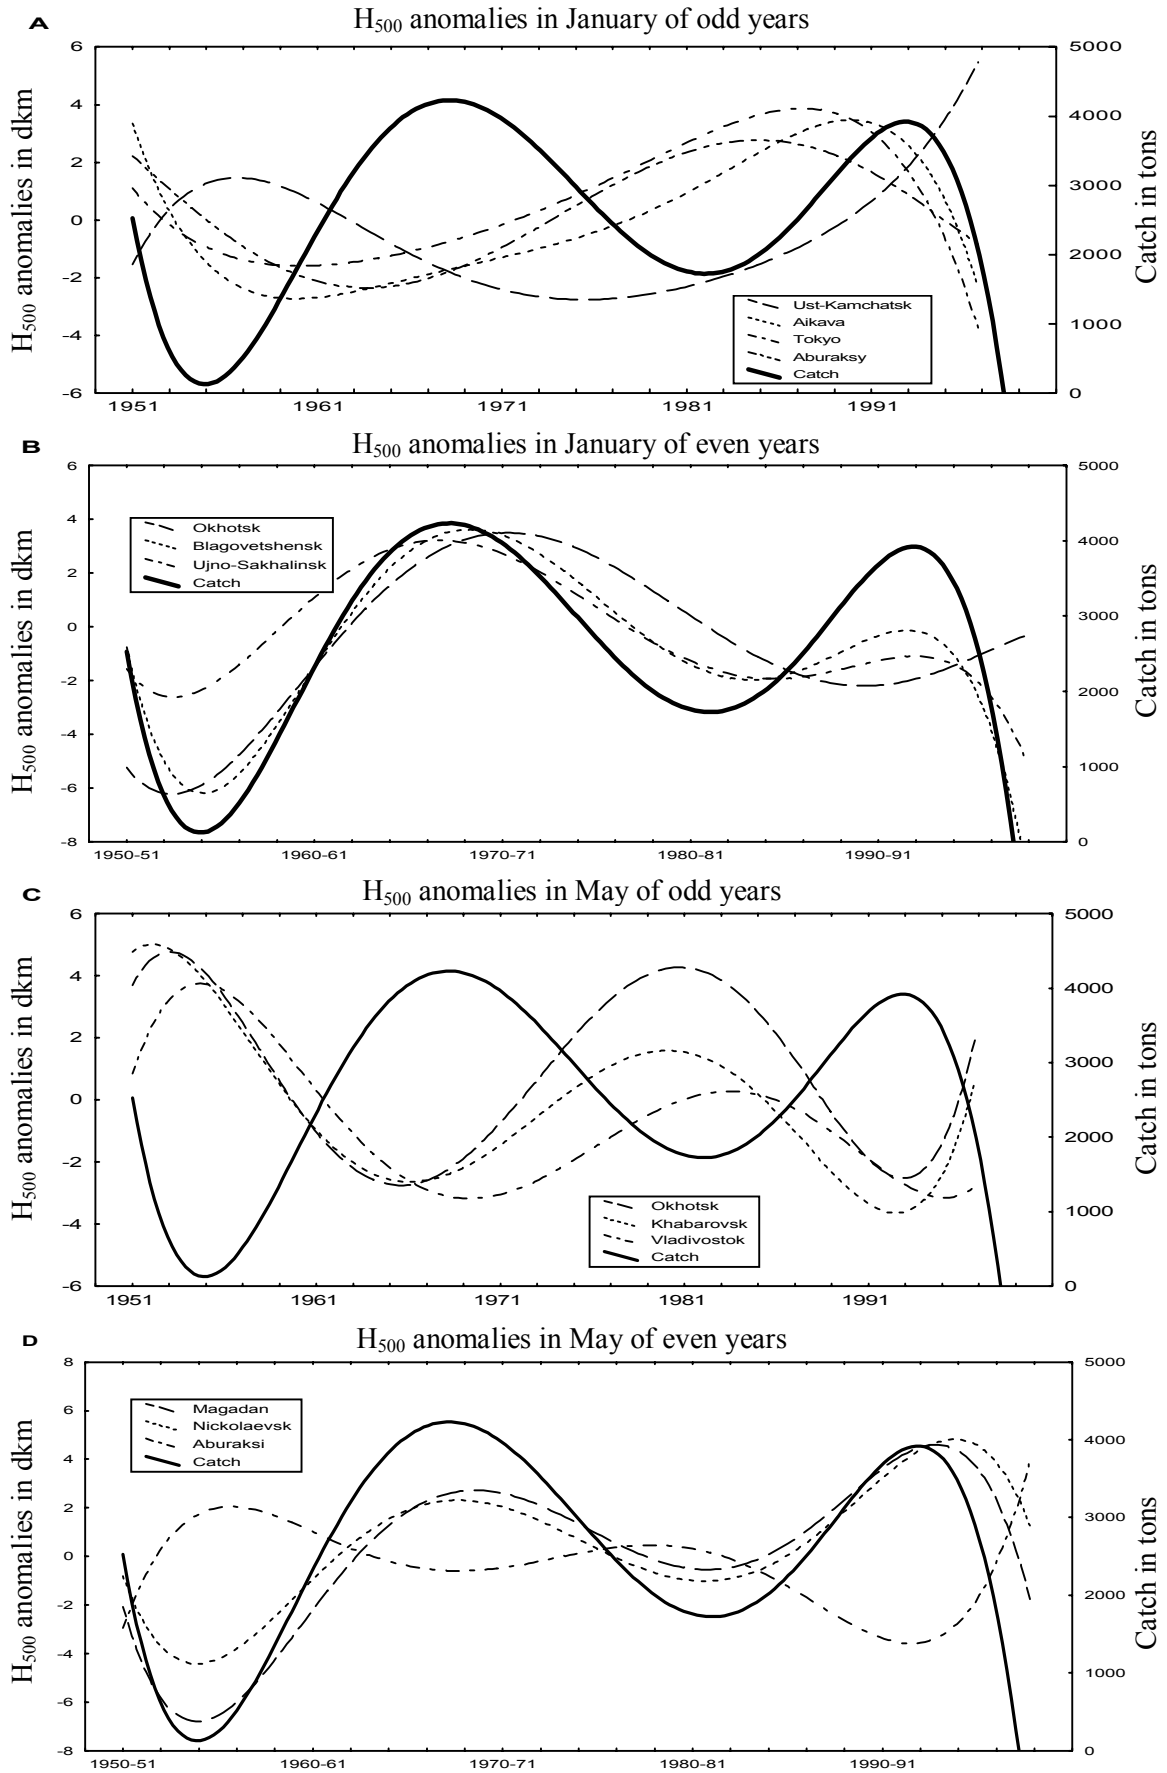 A
H500 anomalies in January of odd years
H500 anomalies in dkm
6
4
2
0
-2
-4
-6
5000
4000
3000
2000
1000
0
Catch in tons
Ust-Kamchatsk
Aikava
Tokyo
Aburaksy
Catch
1951 1961 1971 1981 1991
B
H500 anomalies in January of even years
H500 anomalies in dkm
6
4
2
0
-2
-4
-6
-8
5000
4000
3000
2000
1000
0
Catch in tons
Okhotsk
Blagovetshensk
Ujno-Sakhalinsk
Catch
1950-51 1960-61 1970-71 1980-81 1990-91
C
H500 anomalies in May of odd years
H500 anomalies in dkm
6
4
2
0
-2
-4
-6
5000
4000
3000
2000
1000
0
Catch in tons
Okhotsk
Khabarovsk
Vladivostok
Catch
1951 1961 1971 1981 1991
D
H500 anomalies in May of even years
H500 anomalies in dkm
8
6
4
2
0
-2
-4
-6
-8
5000
4000
3000
2000
1000
0
Catch in tons
Magadan
Nickolaevsk
Aburaksi
Catch
1950-51 1960-61 1970-71 1980-81 1990-91